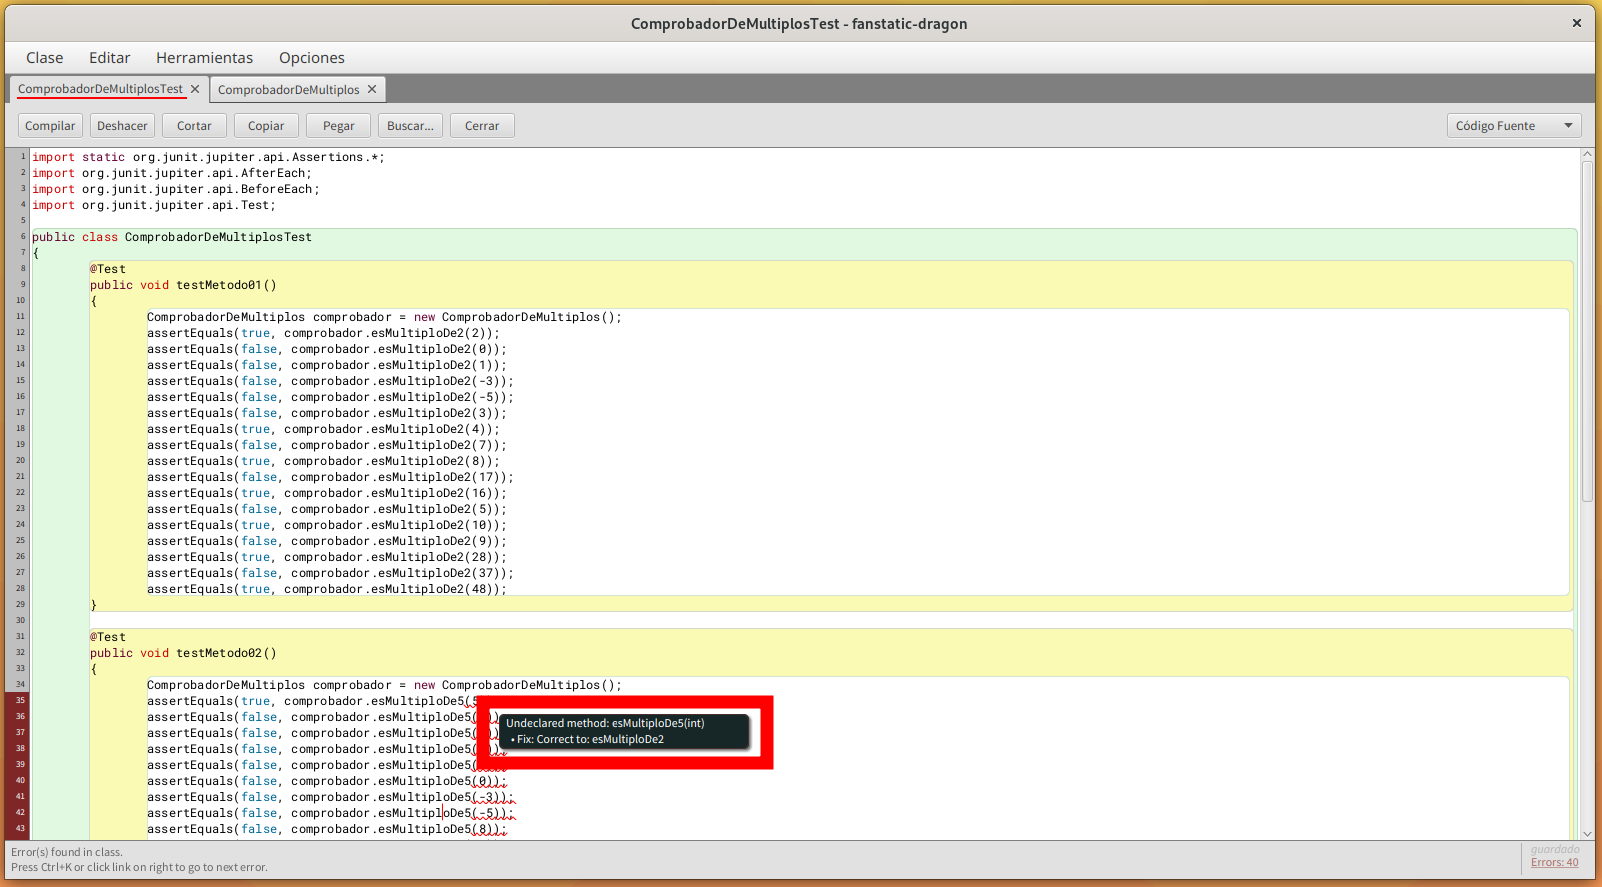 ComprobadorDeMultiplosTest - fanstatic-dragon ×
Clase Editar Herramientas Opciones
ComprobadorDeMultiplosTest ✕ ComprobadorDeMultiplos ✕
Compilar Deshacer Cortar Copiar Pegar Buscar... Cerrar Código Fuente
1 import static org.junit.jupiter.api.Assertions.*;
2 import org.junit.jupiter.api.AfterEach;
3 import org.junit.jupiter.api.BeforeEach;
4 import org.junit.jupiter.api.Test;
5
6 public class ComprobadorDeMultiplosTest
7 {
8 @Test
9 public void testMetodo01()
10 {
11 ComprobadorDeMultiplos comprobador = new ComprobadorDeMultiplos();
12 assertEquals(true, comprobador.esMultiploDe2(2));
13 assertEquals(false, comprobador.esMultiploDe2(0));
14 assertEquals(false, comprobador.esMultiploDe2(1));
15 assertEquals(false, comprobador.esMultiploDe2(-3));
16 assertEquals(false, comprobador.esMultiploDe2(-5));
17 assertEquals(false, comprobador.esMultiploDe2(3));
18 assertEquals(true, comprobador.esMultiploDe2(4));
19 assertEquals(false, comprobador.esMultiploDe2(7));
20 assertEquals(true, comprobador.esMultiploDe2(8));
21 assertEquals(false, comprobador.esMultiploDe2(17));
22 assertEquals(true, comprobador.esMultiploDe2(16));
23 assertEquals(false, comprobador.esMultiploDe2(5));
24 assertEquals(true, comprobador.esMultiploDe2(10));
25 assertEquals(false, comprobador.esMultiploDe2(9));
26 assertEquals(true, comprobador.esMultiploDe2(28));
27 assertEquals(false, comprobador.esMultiploDe2(37));
28 assertEquals(true, comprobador.esMultiploDe2(48));
29 }
30
31 @Test
32 public void testMetodo02()
33 {
34 ComprobadorDeMultiplos comprobador = new ComprobadorDeMultiplos();
35 assertEquals(true, comprobador.esMultiploDe5(
36 assertEquals(false, comprobador.esMultiploDe5(
Undeclared method: esMultiploDe5(int)
37 assertEquals(false, comprobador.esMultiploDe5(
• Fix: Correct to: esMultiploDe2
38 assertEquals(false, comprobador.esMultiploDe5(
39 assertEquals(false, comprobador.esMultiploDe5(
40 assertEquals(false, comprobador.esMultiploDe5(0));
41 assertEquals(false, comprobador.esMultiploDe5(-3));
42 assertEquals(false, comprobador.esMultiploDe5(-5));
43 assertEquals(false, comprobador.esMultiploDe5(8));
Error(s) found in class.
Press Ctrl+K or click link on right to go to next error.
guardado
Errors: 40